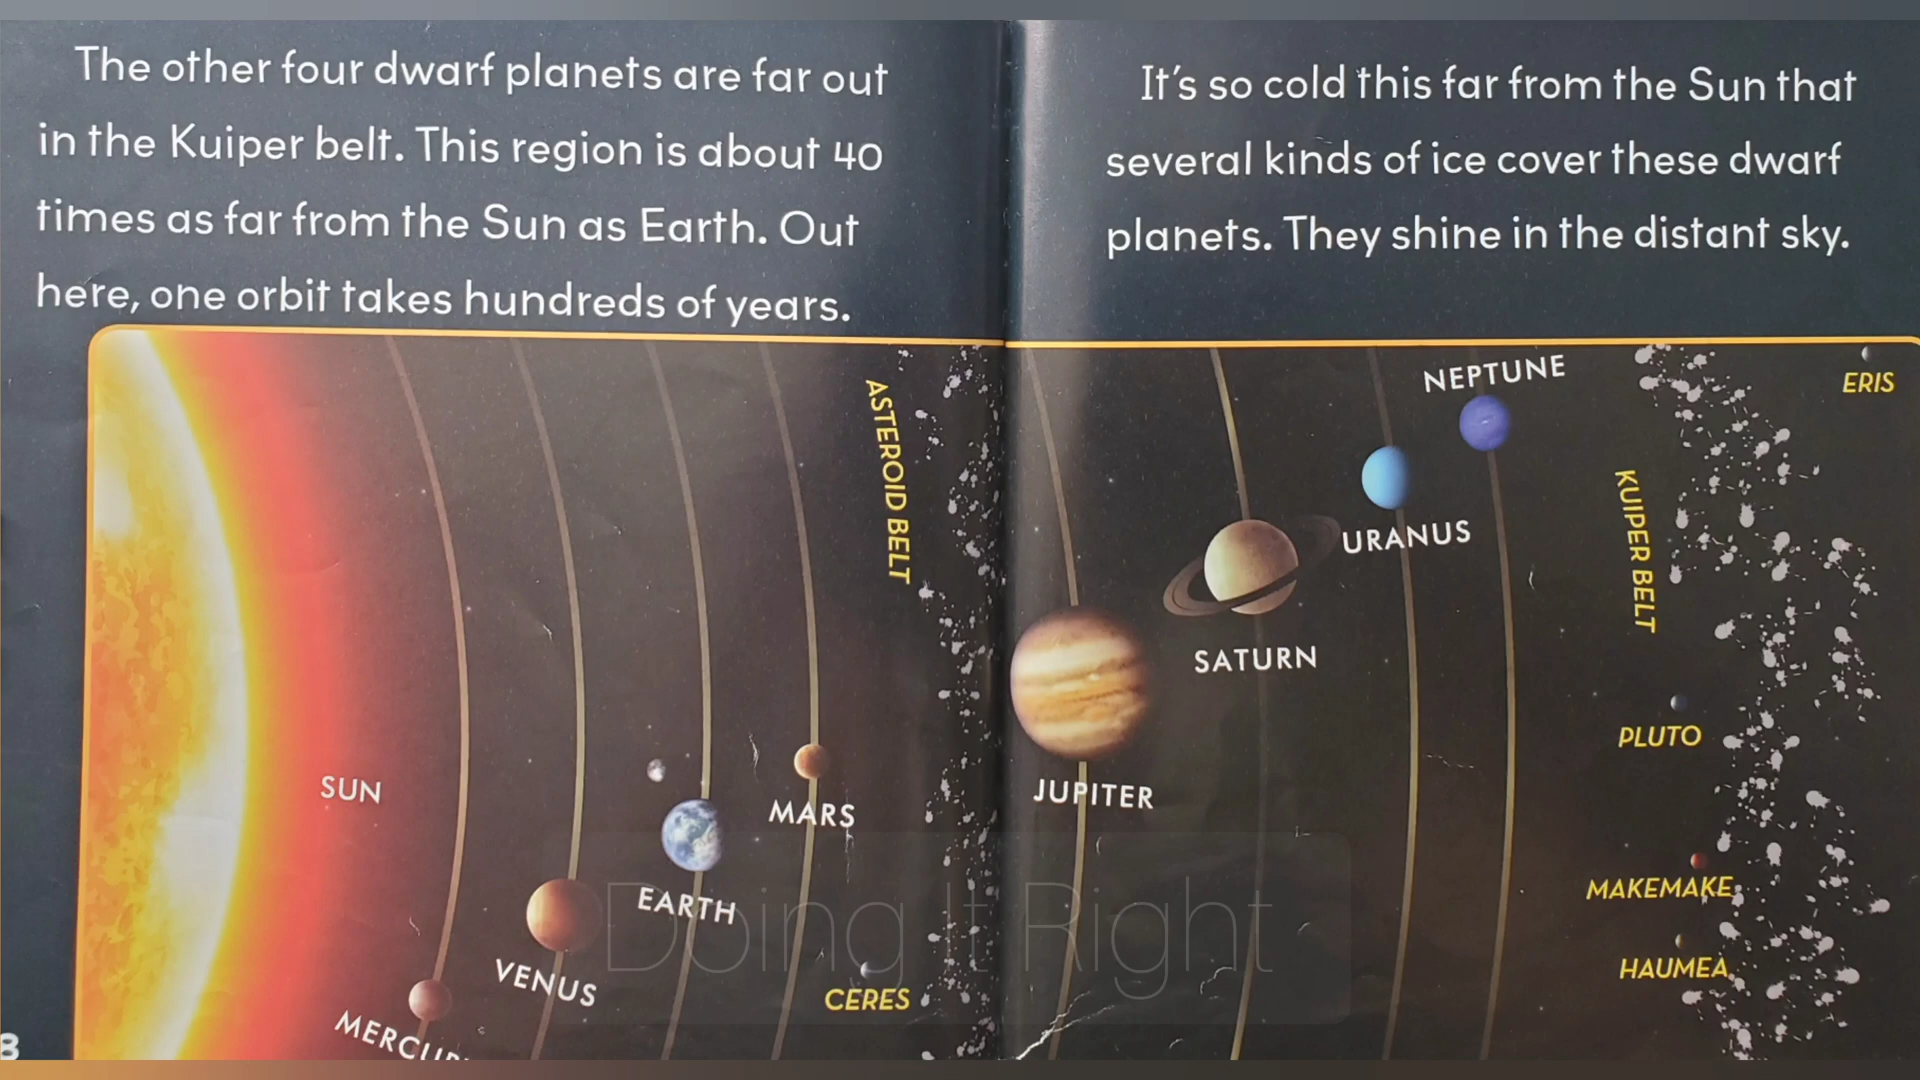 The other four dwarf planets are far out
in the Kuiper belt. This region is about 40
times as far from the Sun as Earth. Out
here, one orbit takes hundreds of years.
It's so cold this far from the Sun that
several kinds of ice cover these dwarf
planets. They shine in the distant sky.
SUN
MERCUR
VENUS
EARTH
MARS
ASTEROID BELT
CERES
JUPITER
SATURN
URANUS
NEPTUNE
KUIPER BELT
ERIS
PLUTO
MAKEMAKE
HAUMEA
Doing It Right
8